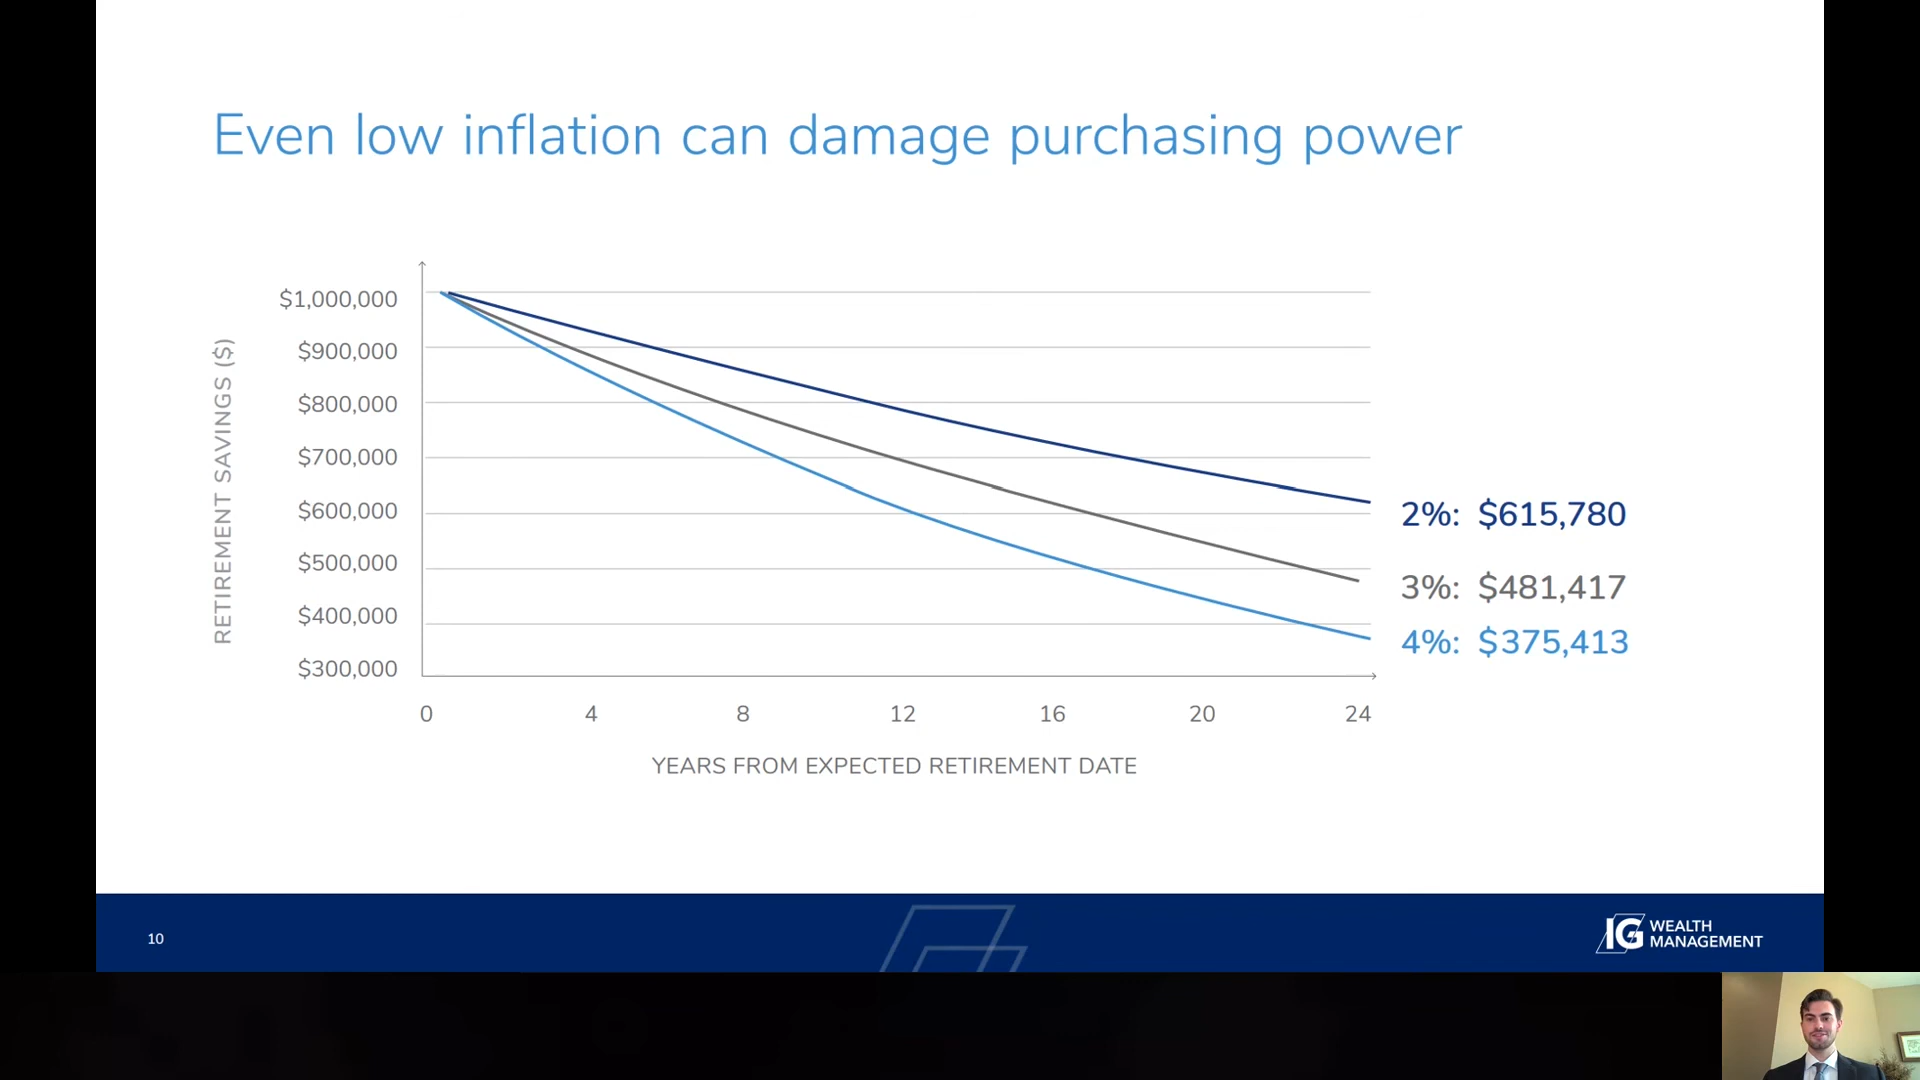 Even low inflation can damage purchasing power
RETIREMENT SAVINGS ($)
$1,000,000
$900,000
$800,000
$700,000
$600,000
$500,000
$400,000
$300,000
0 4 8 12 16 20 24
YEARS FROM EXPECTED RETIREMENT DATE
2%: $615,780
3%: $481,417
4%: $375,413
10
IG WEALTH
MANAGEMENT